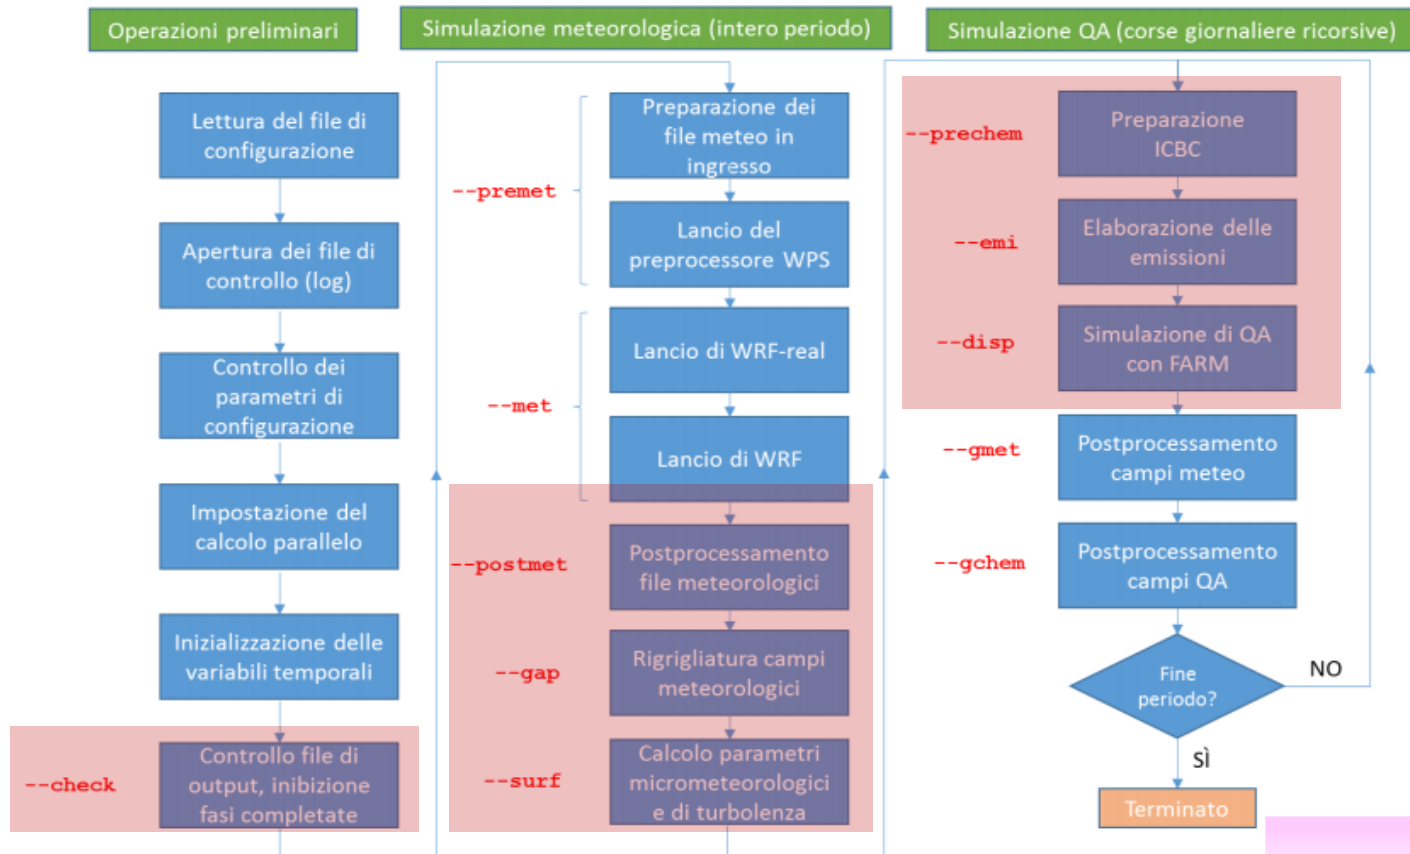 Operazioni preliminari
Lettura del file di
configurazione
Apertura dei file di
controllo (log)
Controllo dei
parametri di
configurazione
Impostazione del
calcolo parallelo
Inizializzazione delle
variabili temporali
--check
Controllo file di
output, inibizione
fasi completate
Simulazione meteorologica (intero periodo)
--premet
Preparazione dei
file meteo in
ingresso
Lancio del
preprocessore WPS
--met
Lancio di WRF-real
Lancio di WRF
--postmet
Postprocessamento
file meteorologici
--gap
Rigrigliatura campi
meteorologici
--surf
Calcolo parametri
micrometeorologici
e di turbolenza
Simulazione QA (corse giornaliere ricorsive)
--prechem
Preparazione
ICBC
--emi
Elaborazione delle
emissioni
--disp
Simulazione di QA
con FARM
--gmet
Postprocessamento
campi meteo
--gchem
Postprocessamento
campi QA
Fine
periodo?
NO
SÌ
Terminato